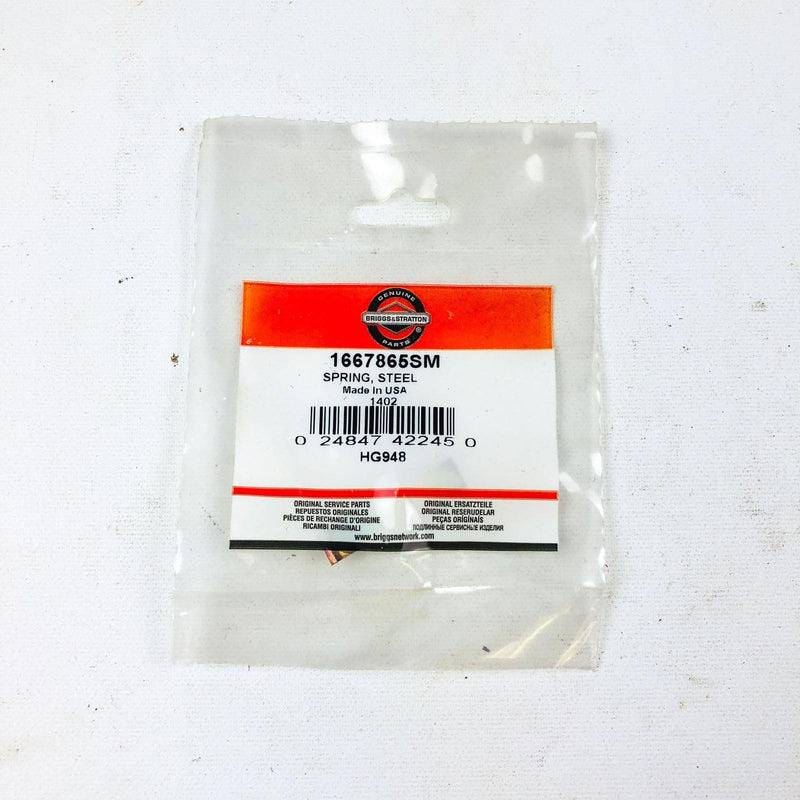 GENUINE
BRIGGS&STRATTON
®
PARTS
1667865SM
SPRING, STEEL
Made In USA
1402
0 24847 42245 0
HG948
ORIGINAL SERVICE PARTS
REPUESTOS ORIGINALES
PIÈCES DE RECHANGE D'ORIGINE
RICAMBI ORIGINALI
ORIGINAL ERSATZTEILE
ORIGINAL RESERUDELAR
PEÇAS ORIGINAIS
ПОДЛИННЫЕ СЕРВИСНЫЕ ИЗДЕЛИЯ
www.briggsnetwork.com